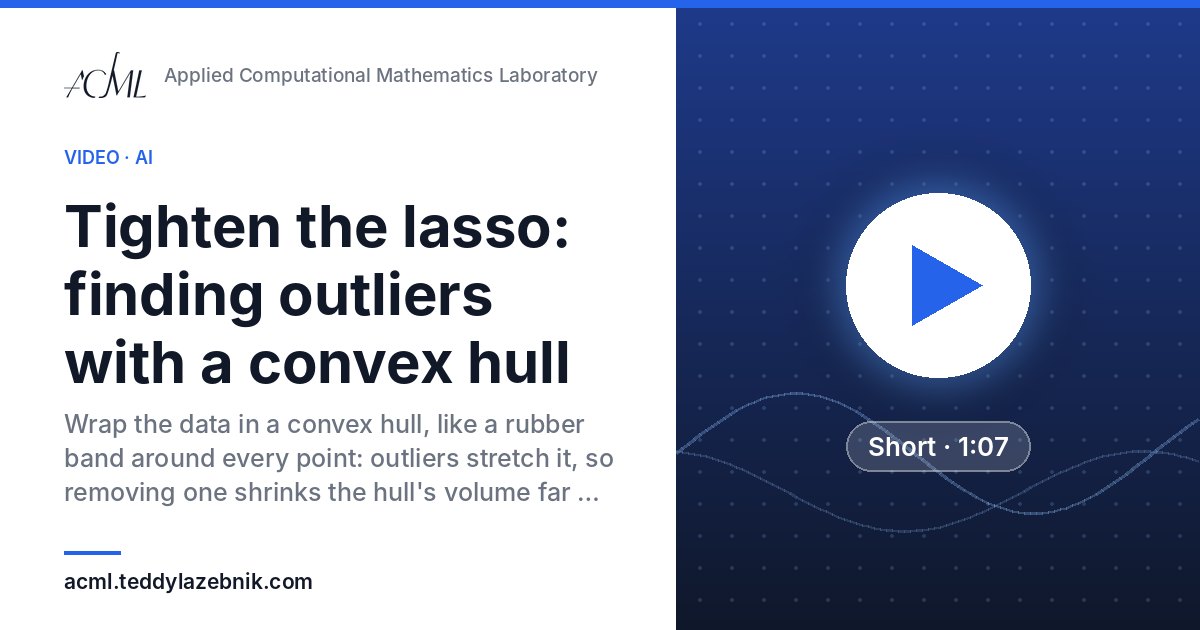 ACML
Applied Computational Mathematics Laboratory
VIDEO · AI
Tighten the lasso:
finding outliers
with a convex hull
Wrap the data in a convex hull, like a rubber
band around every point: outliers stretch it, so
removing one shrinks the hull's volume far ...
acml.teddylazebnik.com
Short · 1:07